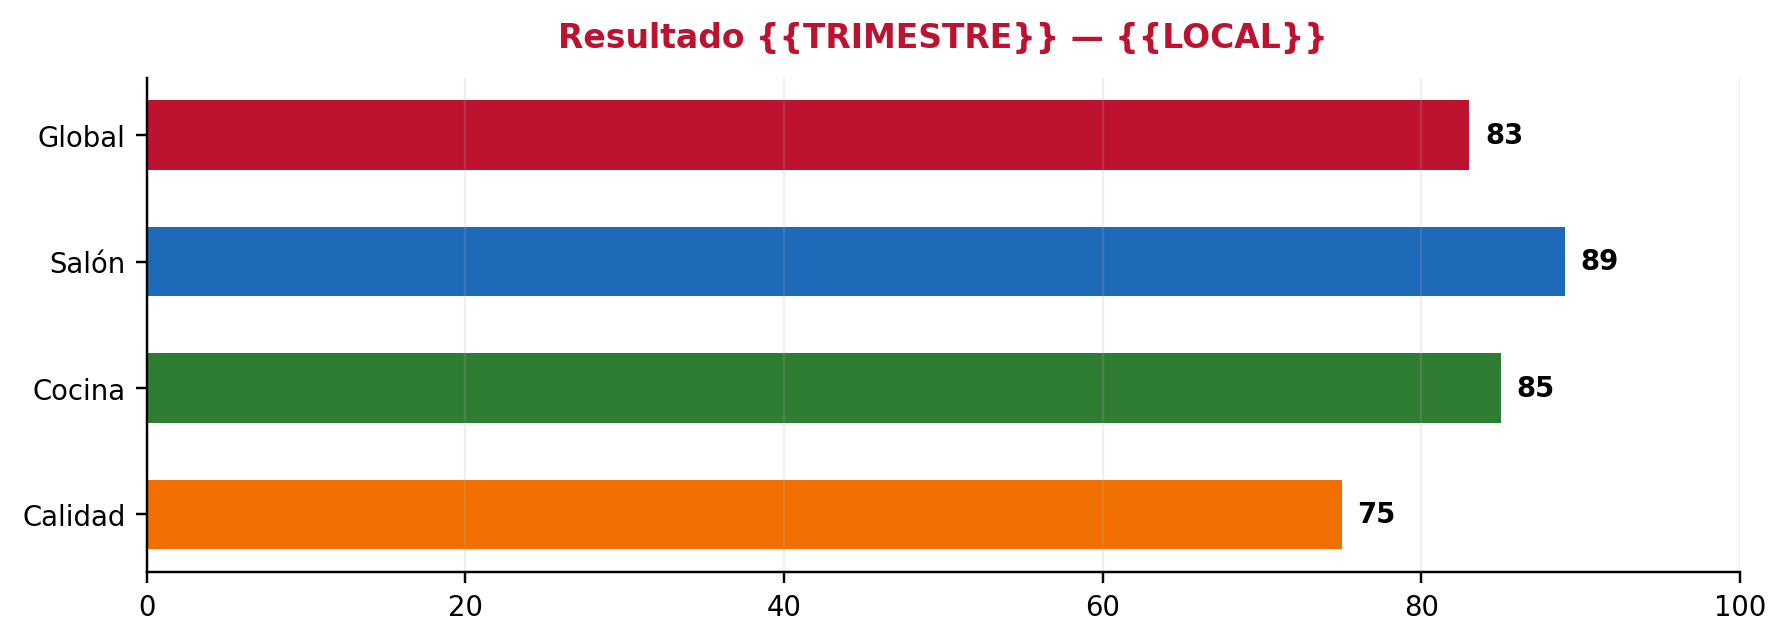 Resultado {{TRIMESTRE}} — {{LOCAL}}
Global 83
Salón 89
Cocina 85
Calidad 75
0 20 40 60 80 100